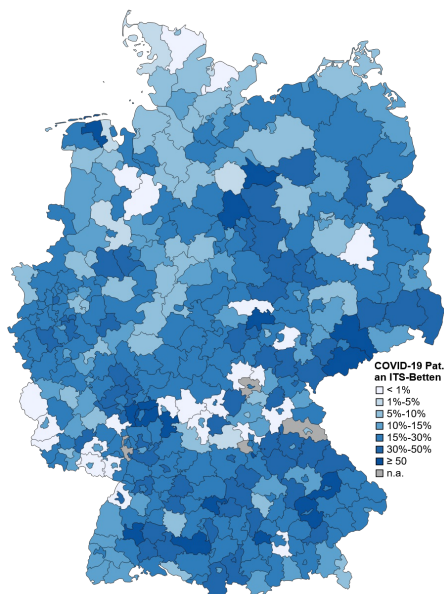 COVID-19 Pat.
an ITS-Betten
< 1%
1%-5%
5%-10%
10%-15%
15%-30%
30%-50%
≥ 50
n.a.